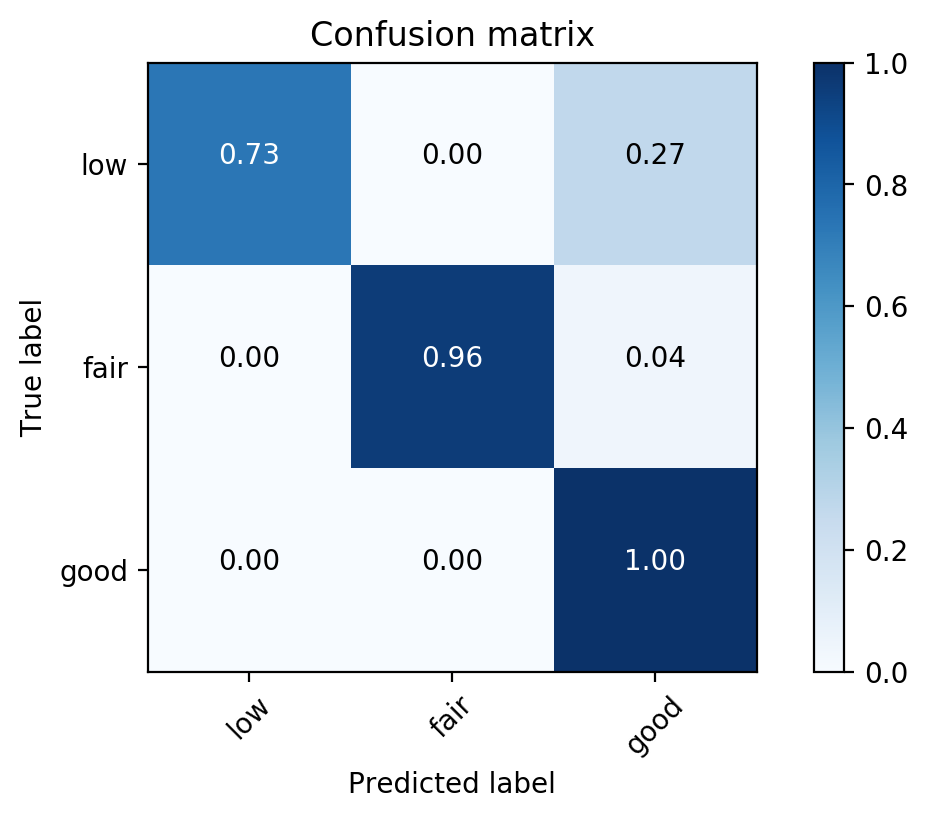 Confusion matrix
True label
low
0.73 0.00 0.27
fair
0.00 0.96 0.04
good
0.00 0.00 1.00
low fair good
Predicted label
1.0
0.8
0.6
0.4
0.2
0.0